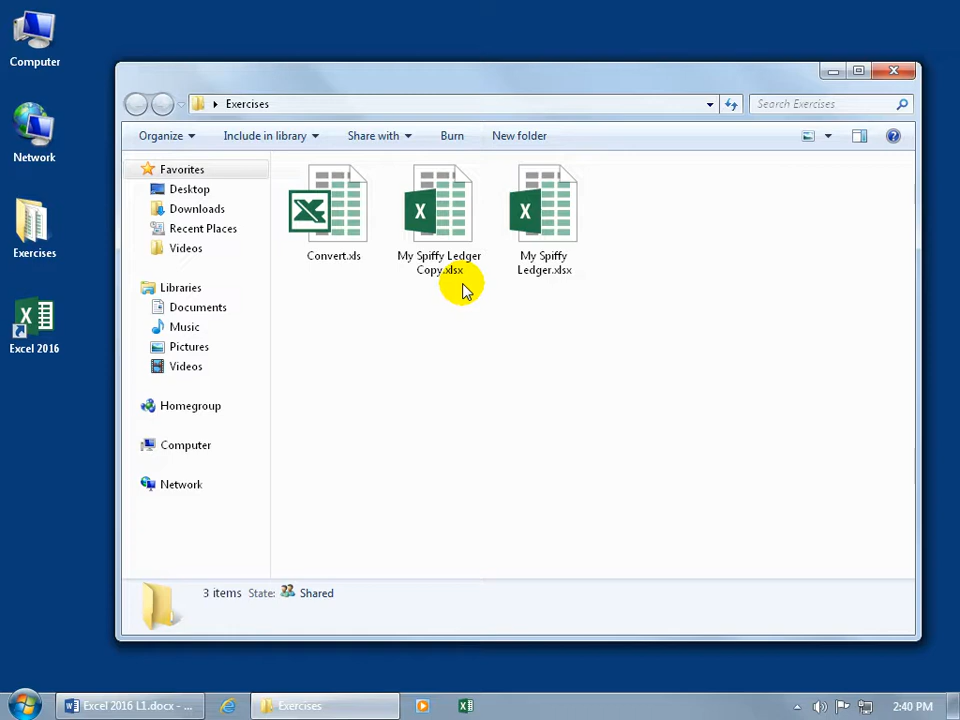 Computer
Network
Exercises
Excel 2016
Exercises
Search Exercises
Organize
Include in library
Share with
Burn
New folder
Favorites
Desktop
Downloads
Recent Places
Videos
Libraries
Documents
Music
Pictures
Videos
Homegroup
Computer
Network
Convert.xls
My Spiffy Ledger
Copy.xlsx
My Spiffy
Ledger.xlsx
3 items State: Shared
Excel 2016 L1.docx - ...
Exercises
2:40 PM